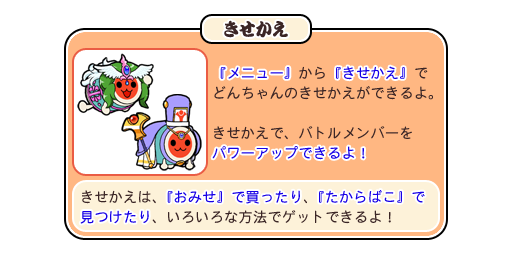 きせかえ
『メニュー』から『きせかえ』で
どんちゃんのきせかえができるよ。
きせかえで、バトルメンバーを
パワーアップできるよ！
きせかえは、『おみせ』で買ったり、『たからばこ』で
見つけたり、いろいろな方法でゲットできるよ！